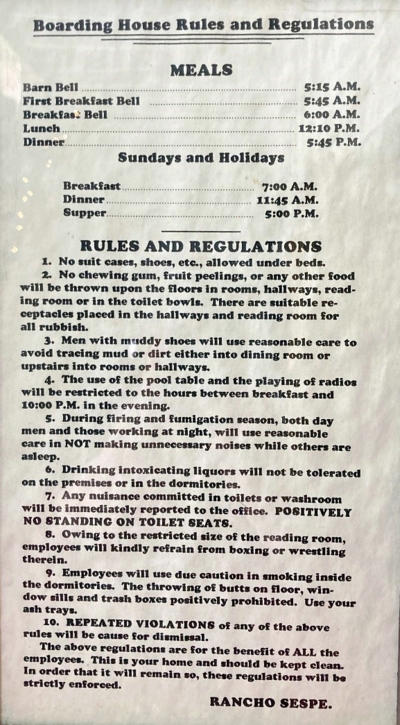 Boarding House Rules and Regulations
MEALS
Barn Bell 5:15 A.M.
First Breakfast Bell 5:45 A.M.
Breakfast Bell 6:00 A.M.
Lunch 12:10 P.M.
Dinner 5:45 P.M.
Sundays and Holidays
Breakfast 7:00 A.M.
Dinner 11:45 A.M.
Supper 5:00 P.M.
RULES AND REGULATIONS
1. No suit cases, shoes, etc., allowed under beds.
2. No chewing gum, fruit peelings, or any other food
will be thrown upon the floors in rooms, hallways, read-
ing room or in the toilet bowls. There are suitable re-
ceptacles placed in the hallways and reading room for
all rubbish.
3. Men with muddy shoes will use reasonable care to
avoid tracing mud or dirt either into dining room or
upstairs into rooms or hallways.
4. The use of the pool table and the playing of radios
will be restricted to the hours between breakfast and
10:00 P.M. in the evening.
5. During firing and fumigation season, both day
men and those working at night, will use reasonable
care in NOT making unnecessary noises while others are
asleep.
6. Drinking intoxicating liquors will not be tolerated
on the premises or in the dormitories.
7. Any nuisance committed in toilets or washroom
will be immediately reported to the office. POSITIVELY
NO STANDING ON TOILET SEATS.
8. Owing to the restricted size of the reading room,
employees will kindly refrain from boxing or wrestling
therein.
9. Employees will use due caution in smoking inside
the dormitories. The throwing of butts on floor, win-
dow sills and trash boxes positively prohibited. Use your
ash trays.
10. REPEATED VIOLATIONS of any of the above
rules will be cause for dismissal.
The above regulations are for the benefit of ALL the
employees. This is your home and should be kept clean.
In order that it will remain so, these regulations will be
strictly enforced.
RANCHO SESPE.